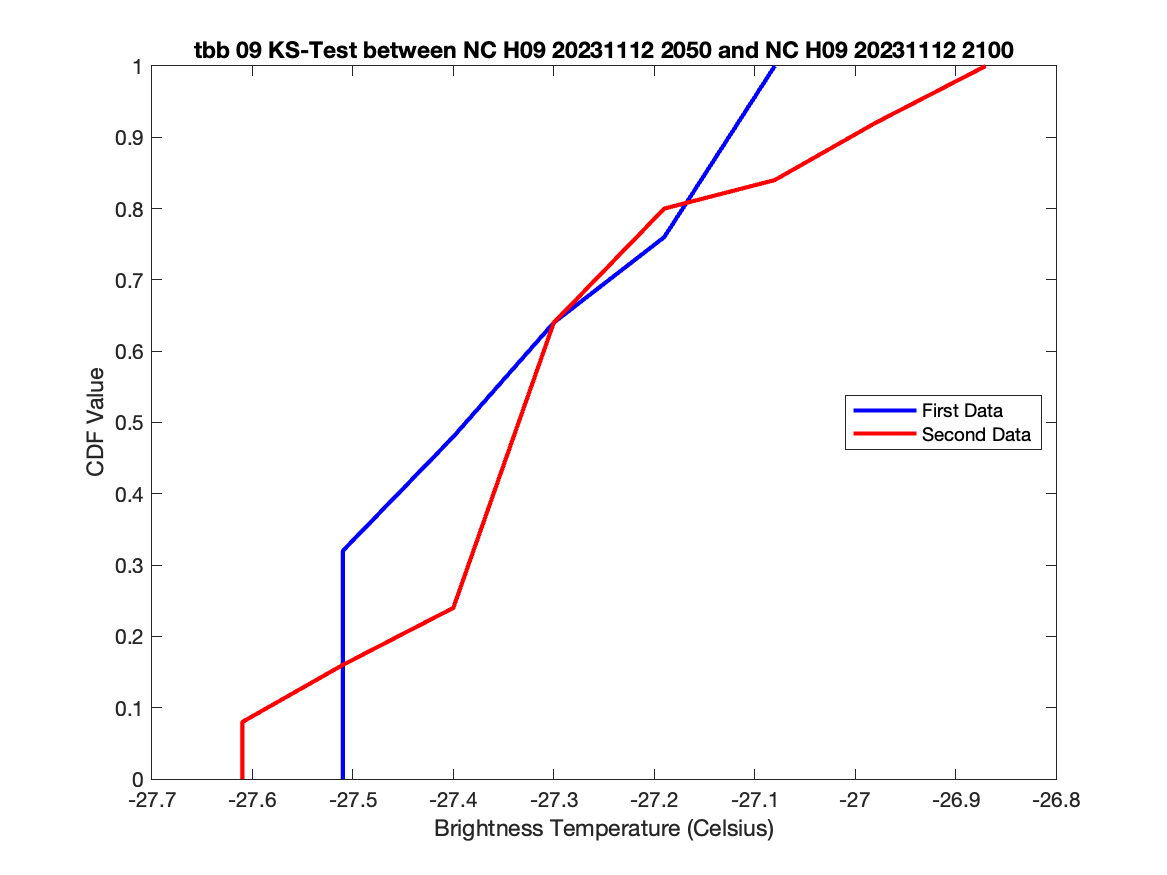 tbb 09 KS-Test between NC H09 20231112 2050 and NC H09 20231112 2100
1
0.9
0.8
0.7
0.6
0.5
0.4
0.3
0.2
0.1
0
CDF Value
First Data
Second Data
-27.7 -27.6 -27.5 -27.4 -27.3 -27.2 -27.1 -27 -26.9 -26.8
Brightness Temperature (Celsius)